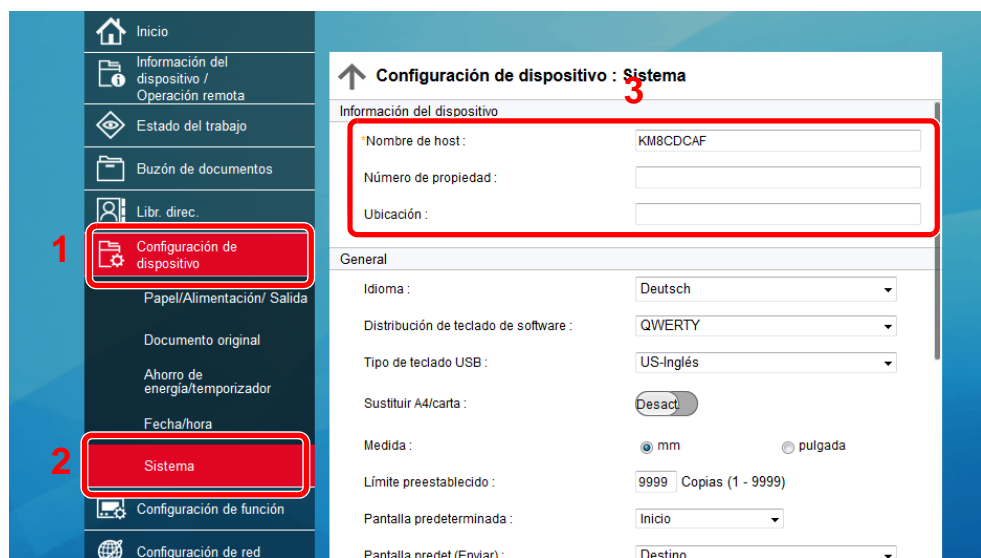 Inicio
Información del
dispositivo /
Operación remota
Estado del trabajo
Buzón de documentos
Libr. direc.
1
Configuración de
dispositivo
Papel/Alimentación/ Salida
Documento original
Ahorro de
energía/temporizador
Fecha/hora
2
Sistema
Configuración de función
Configuración de red
Configuración de dispositivo : Sistema
3
Información del dispositivo
*Nombre de host : KM8CDCAF
Número de propiedad :
Ubicación :
General
Idioma : Deutsch
Distribución de teclado de software : QWERTY
Tipo de teclado USB : US-Inglés
Sustituir A4/carta : Desact.
Medida : mm pulgada
Límite preestablecido : 9999 Copias (1 - 9999)
Pantalla predeterminada : Inicio
Pantalla predet (Enviar) : Destino